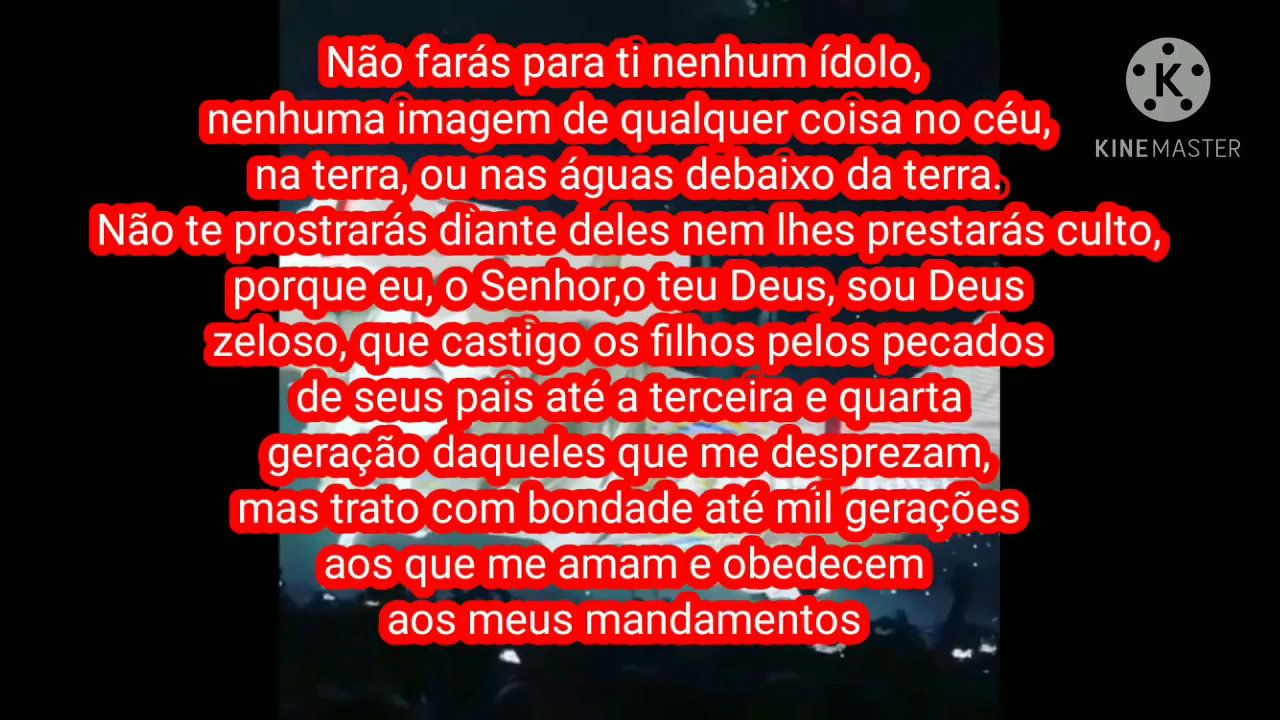 Não farás para ti nenhum ídolo,
nenhuma imagem de qualquer coisa no céu,
na terra, ou nas águas debaixo da terra.
Não te prostrarás diante deles nem lhes prestarás culto,
porque eu, o Senhor,o teu Deus, sou Deus
zeloso, que castigo os filhos pelos pecados
de seus pais até a terceira e quarta
geração daqueles que me desprezam,
mas trato com bondade até mil gerações
aos que me amam e obedecem
aos meus mandamentos
K
KINEMASTER